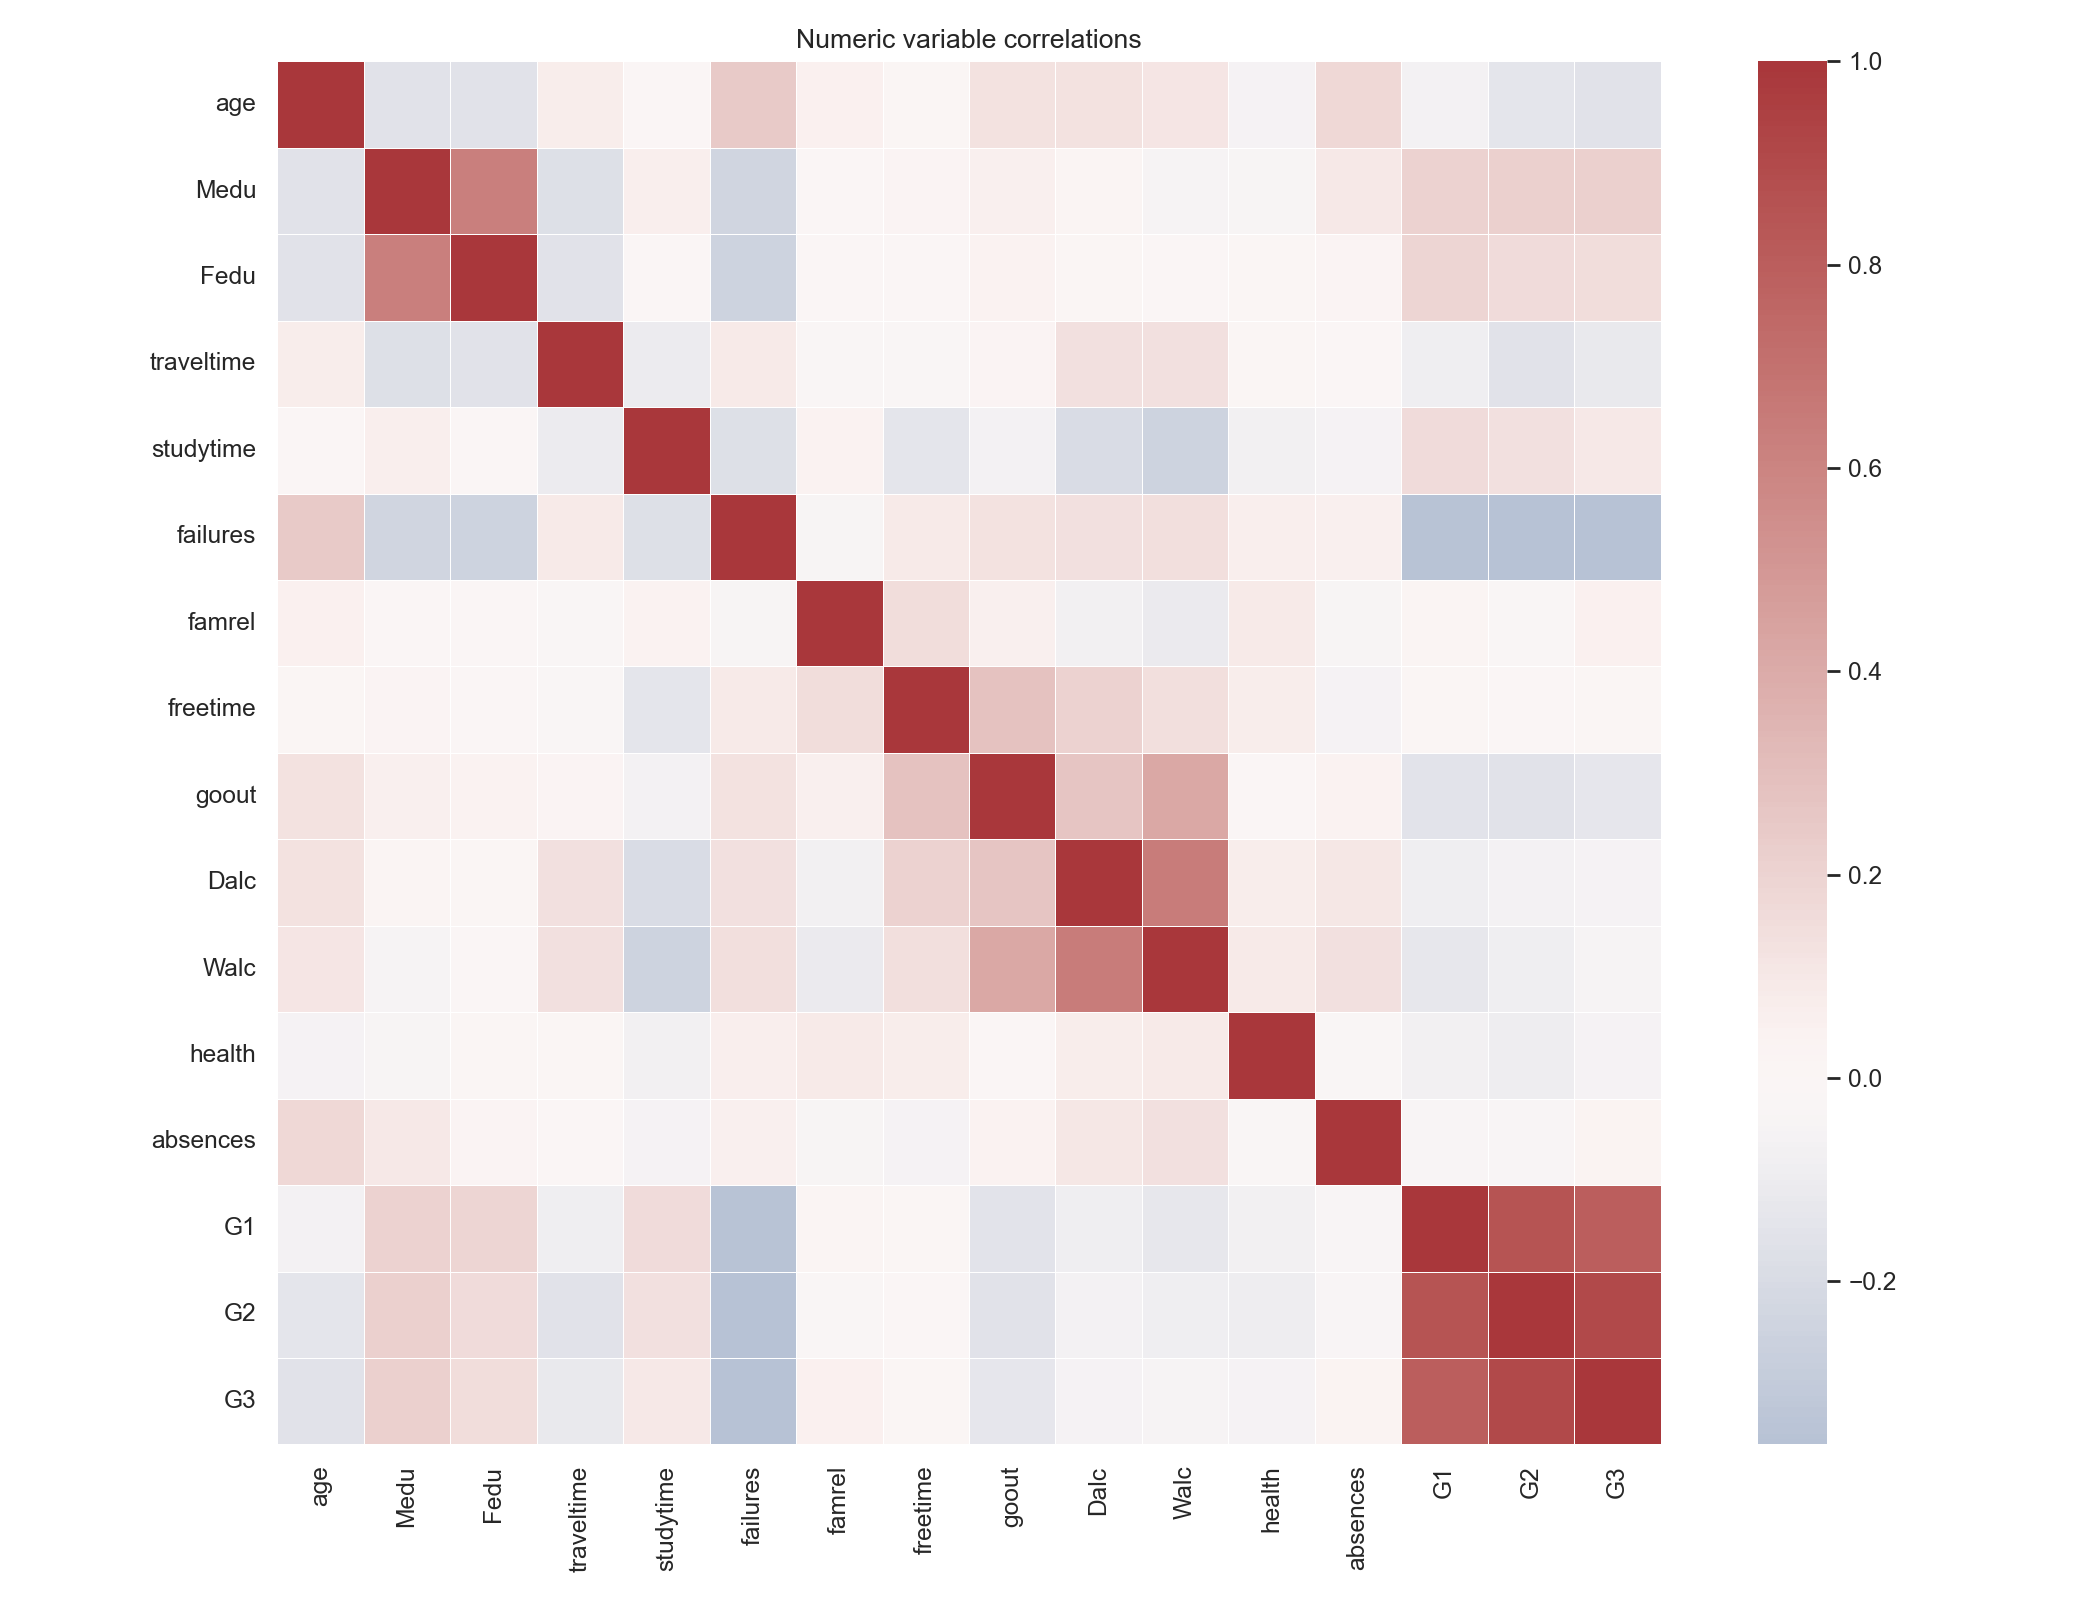 Numeric variable correlations
age
Medu
Fedu
traveltime
studytime
failures
famrel
freetime
goout
Dalc
Walc
health
absences
G1
G2
G3
age
Medu
Fedu
traveltime
studytime
failures
famrel
freetime
goout
Dalc
Walc
health
absences
G1
G2
G3
1.0
0.8
0.6
0.4
0.2
0.0
−0.2